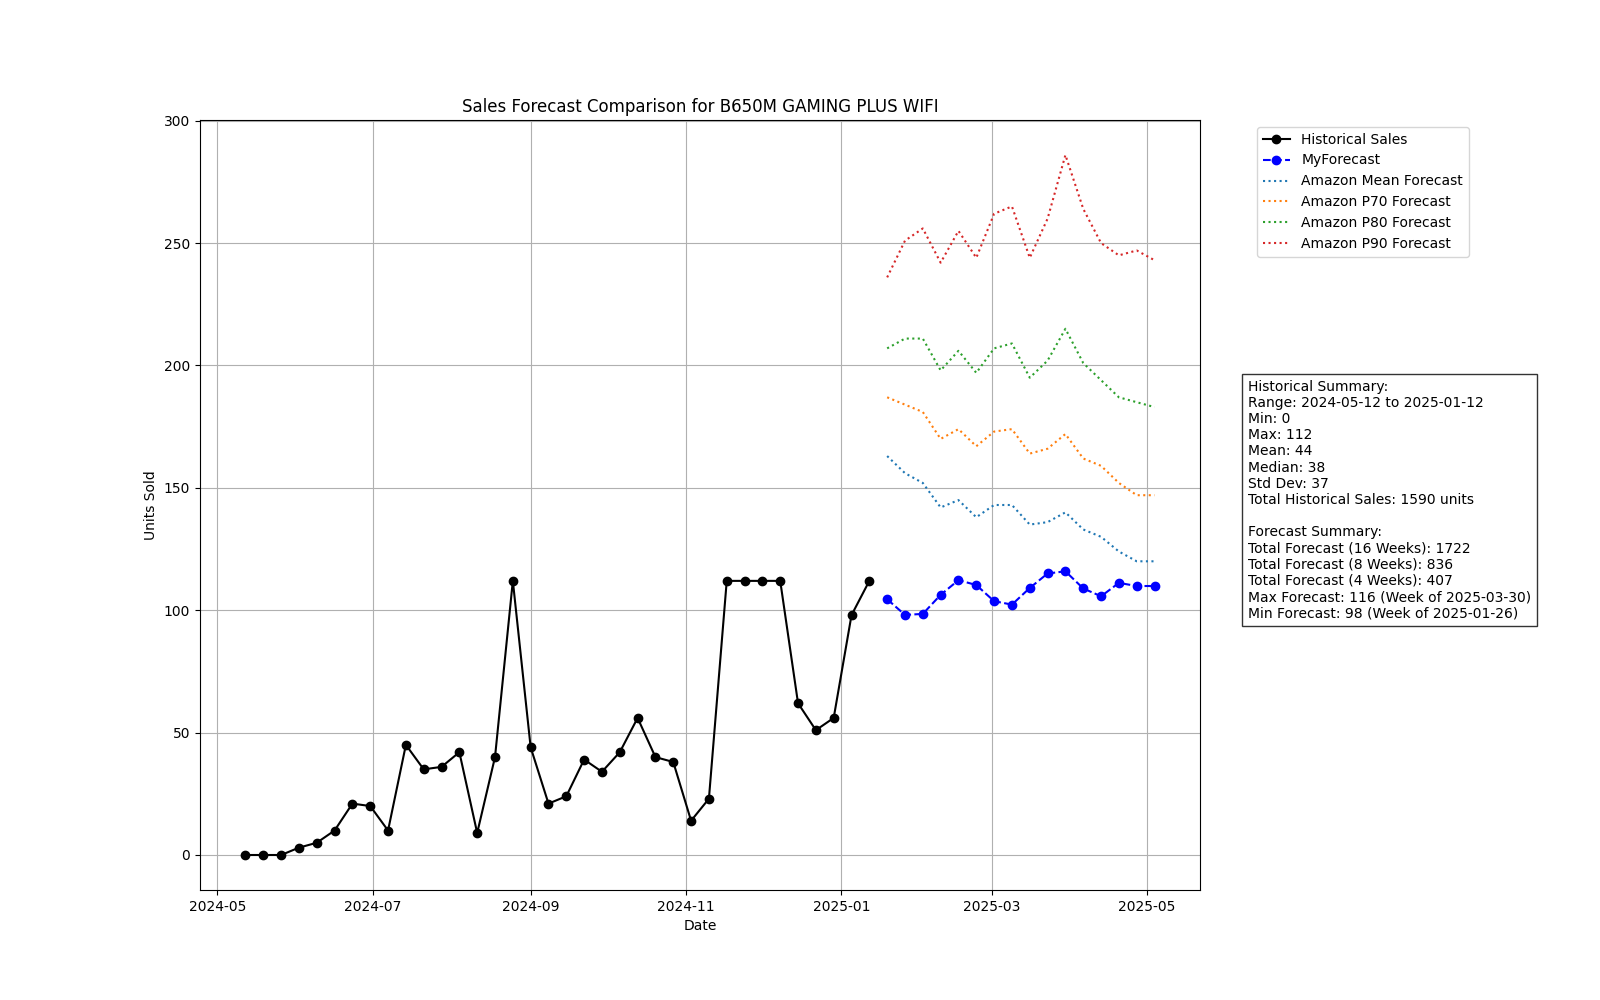 Sales Forecast Comparison for B650M GAMING PLUS WIFI
300
250
200
150
100
50
0
Units Sold
2024-05
2024-07
2024-09
2024-11
2025-01
2025-03
2025-05
Date
Historical Sales
MyForecast
Amazon Mean Forecast
Amazon P70 Forecast
Amazon P80 Forecast
Amazon P90 Forecast
Historical Summary:
Range: 2024-05-12 to 2025-01-12
Min: 0
Max: 112
Mean: 44
Median: 38
Std Dev: 37
Total Historical Sales: 1590 units
Forecast Summary:
Total Forecast (16 Weeks): 1722
Total Forecast (8 Weeks): 836
Total Forecast (4 Weeks): 407
Max Forecast: 116 (Week of 2025-03-30)
Min Forecast: 98 (Week of 2025-01-26)